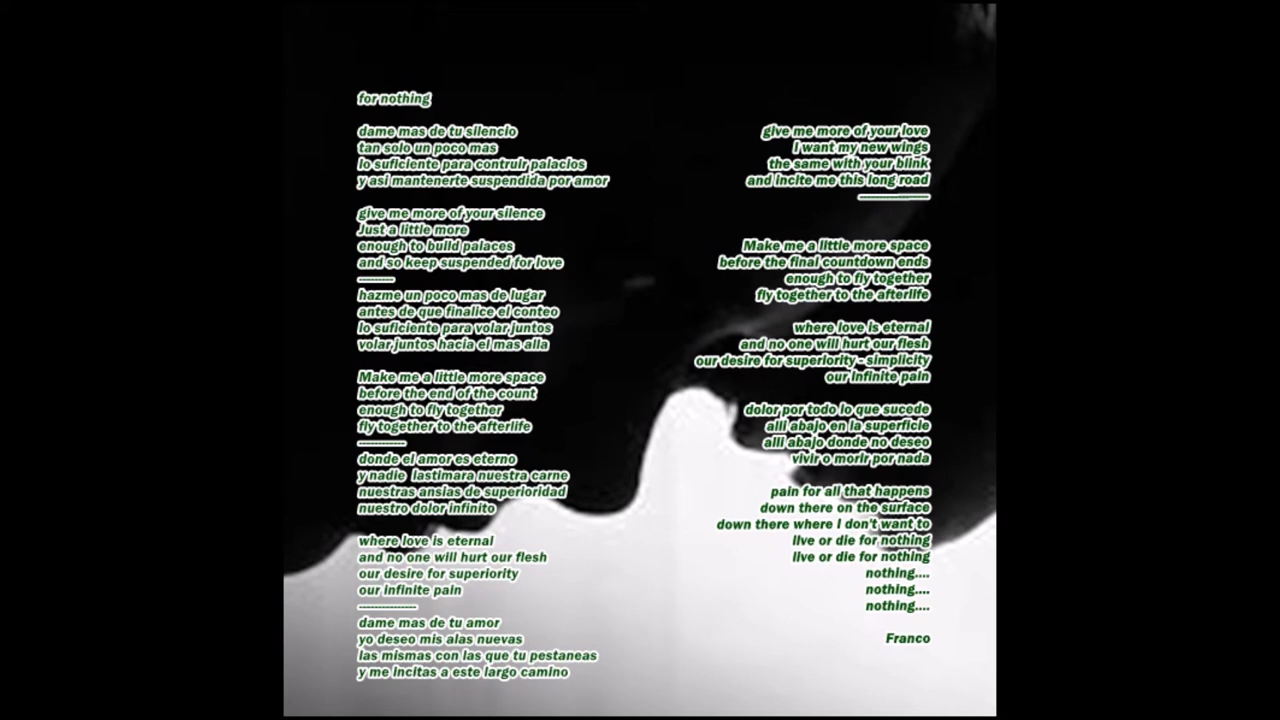 for nothing
dame mas de tu silencio
tan solo un poco mas
lo suficiente para contruir palacios
y asi mantenerte suspendida por amor
give me more of your silence
Just a little more
enough to build palaces
and so keep suspended for love
---------
hazme un poco mas de lugar
antes de que finalice el conteo
lo suficiente para volar juntos
volar juntos hacia el mas alla
Make me a little more space
before the end of the count
enough to fly together
fly together to the afterlife
------------
donde el amor es eterno
y nadie lastimara nuestra carne
nuestras ansias de superioridad
nuestro dolor infinito
where love is eternal
and no one will hurt our flesh
our desire for superiority
our infinite pain
---------------
dame mas de tu amor
yo deseo mis alas nuevas
las mismas con las que tu pestaneas
y me incitas a este largo camino
give me more of your love
I want my new wings
the same with your blink
and incite me this long road
------------------
Make me a little more space
before the final countdown ends
enough to fly together
fly together to the afterlife
where love is eternal
and no one will hurt our flesh
our desire for superiority - simplicity
our infinite pain
dolor por todo lo que sucede
alli abajo en la superficie
alli abajo donde no deseo
vivir o morir por nada
pain for all that happens
down there on the surface
down there where I don't want to
live or die for nothing
live or die for nothing
nothing....
nothing....
nothing....
Franco